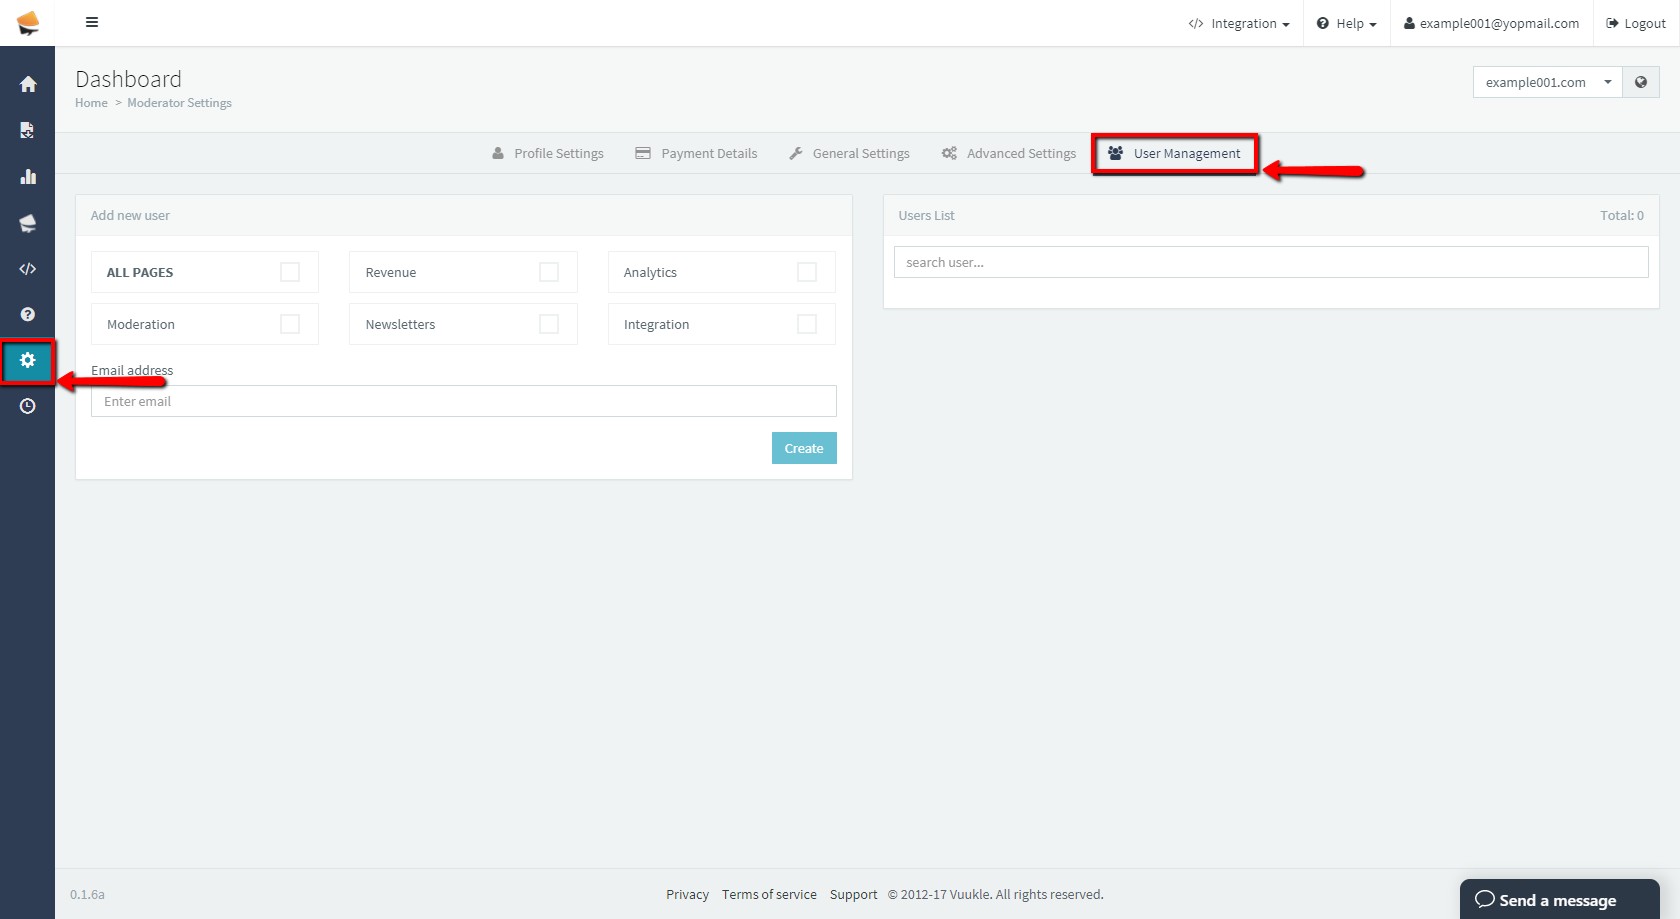 Integration
Help
example001@yopmail.com
Logout
Dashboard
Home > Moderator Settings
example001.com
Profile Settings
Payment Details
General Settings
Advanced Settings
User Management
Add new user
Users List
Total: 0
ALL PAGES
Revenue
Analytics
search user...
Moderation
Newsletters
Integration
Email address
Enter email
Create
0.1.6a
Privacy Terms of service Support © 2012-17 Vuukle. All rights reserved.
Send a message